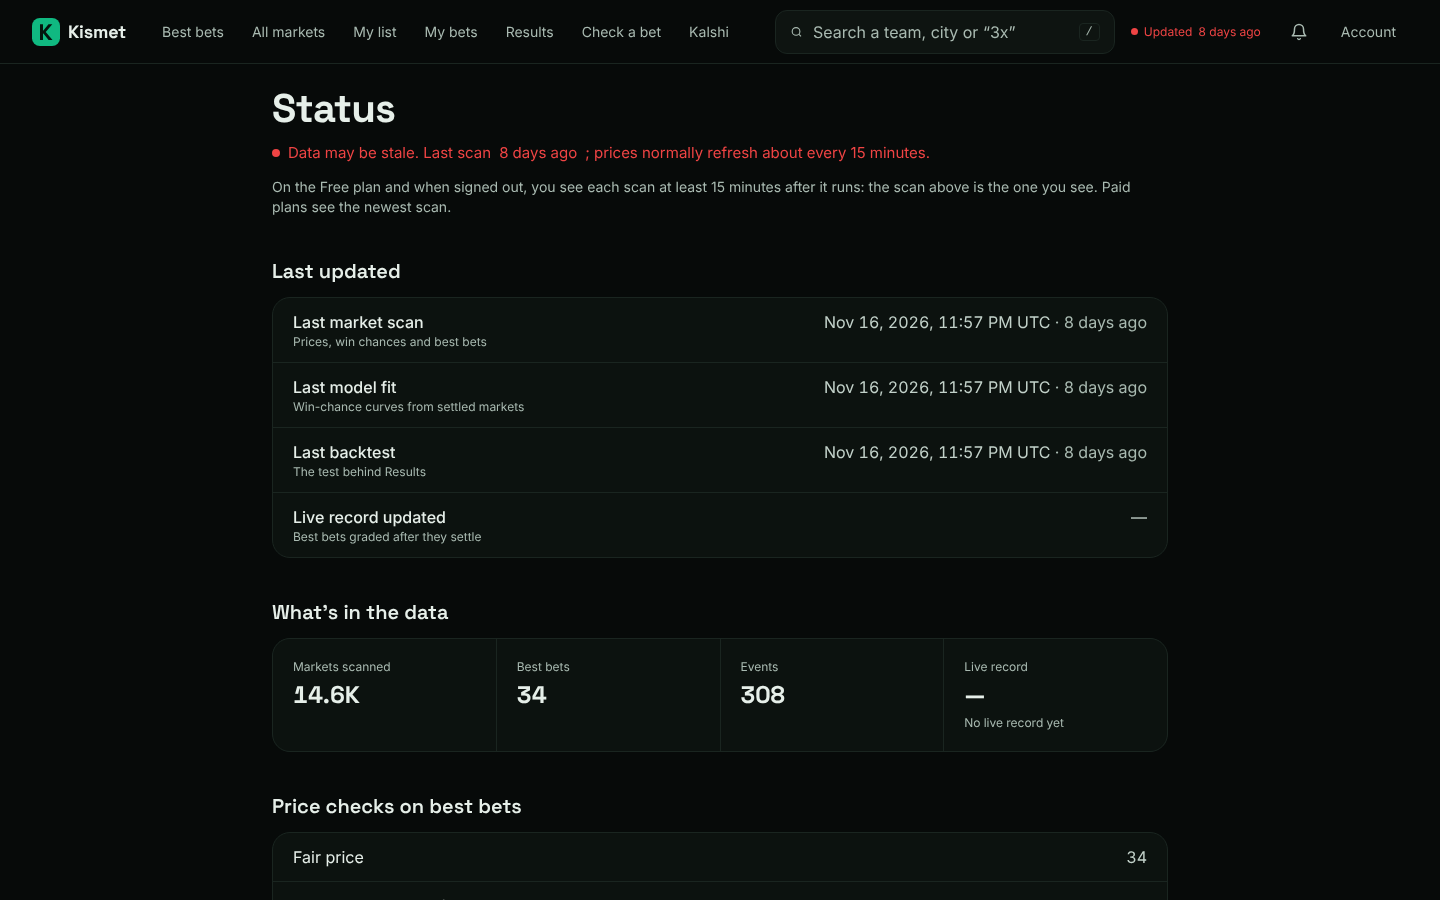 K Kismet Best bets All markets My list My bets Results Check a bet Kalshi Search a team, city or “3x” / Updated 8 days ago Account
Status
Data may be stale. Last scan 8 days ago ; prices normally refresh about every 15 minutes.
On the Free plan and when signed out, you see each scan at least 15 minutes after it runs: the scan above is the one you see. Paid
plans see the newest scan.
Last updated
Last market scan Nov 16, 2026, 11:57 PM UTC · 8 days ago
Prices, win chances and best bets
Last model fit Nov 16, 2026, 11:57 PM UTC · 8 days ago
Win-chance curves from settled markets
Last backtest Nov 16, 2026, 11:57 PM UTC · 8 days ago
The test behind Results
Live record updated —
Best bets graded after they settle
What’s in the data
Markets scanned Best bets Events Live record
14.6K 34 308 —
No live record yet
Price checks on best bets
Fair price 34